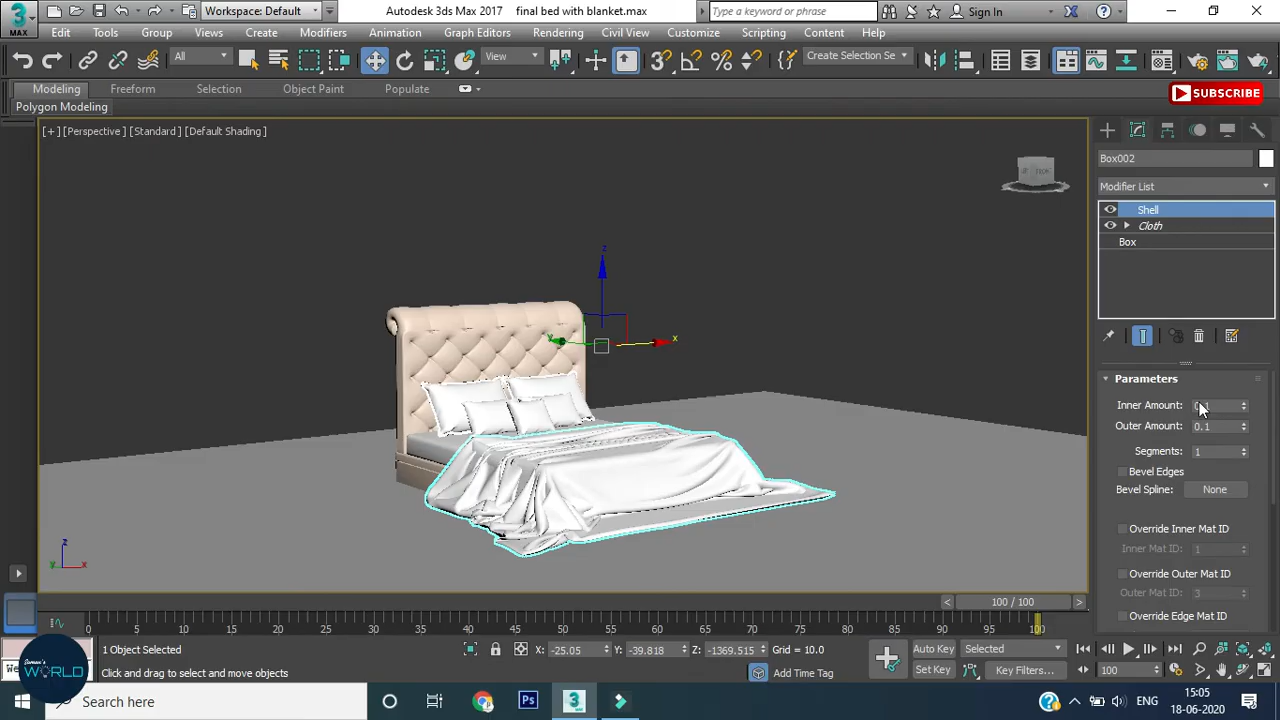 Workspace: Default
Autodesk 3ds Max 2017 final bed with blanket.max
Type a keyword or phrase
Sign In
MAX
Edit Tools Group Views Create Modifiers Animation Graph Editors Rendering Civil View Customize Scripting Content Help
All
View
Create Selection Se
Modeling Freeform Selection Object Paint Populate
SUBSCRIBE
Polygon Modeling
[+] [Perspective ] [Standard ] [Default Shading ]
Box002
Modifier List
Shell
Cloth
Box
z
y
x
Parameters
Inner Amount:
Outer Amount: 0.1
Segments: 1
Bevel Edges
Bevel Spline: None
Override Inner Mat ID
Inner Mat ID: 1
Override Outer Mat ID
Outer Mat ID: 3
Override Edge Mat ID
z
y
x
< 100 / 100 >
0 5 10 15 20 25 30 35 40 45 50 55 60 65 70 75 80 85 90 95 100
1 Object Selected
X: -25.05 Y: -39.818 Z: -1369.515 Grid = 10.0
Auto Key Selected
Click and drag to select and move objects
Add Time Tag
Set Key Key Filters...
100
WORLD
Search here
Ps
3
MAX
ENG
15:05
18-06-2020